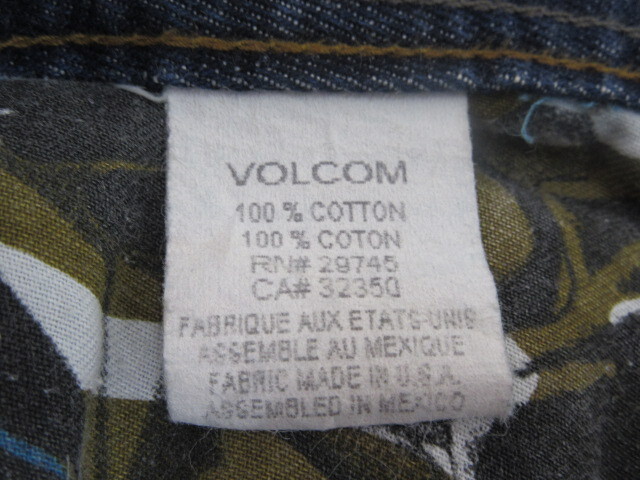 VOLCOM
100 % COTTON
100 % COTON
RN# 29745
CA# 32350
FABRIQUE AUX ETATS-UNIS
ASSEMBLE AU MEXIQUE
FABRIC MADE IN U.S.A.
ASSEMBLED IN MEXICO